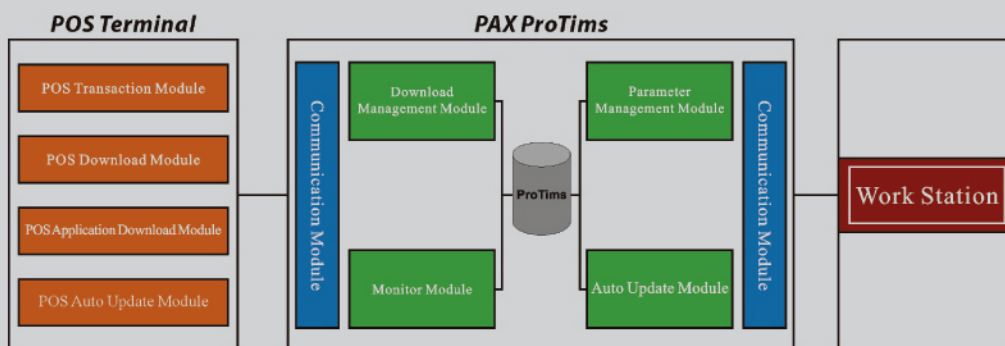 POS Terminal
POS Transaction Module
POS Download Module
POS Application Download Module
POS Auto Update Module
PAX ProTims
Communication Module
Download
Management Module
Monitor Module
ProTims
Parameter
Management Module
Auto Update Module
Communication Module
Work Station